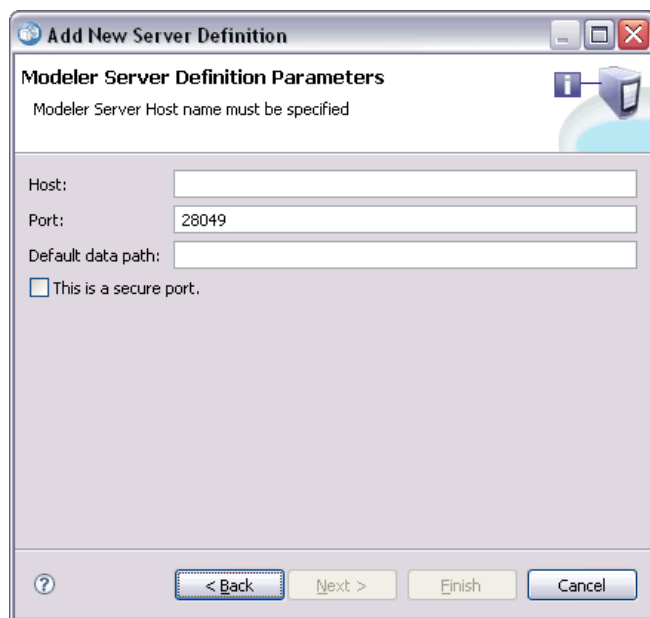 Add New Server Definition
Modeler Server Definition Parameters
Modeler Server Host name must be specified
i
Host:
Port: 28049
Default data path:
This is a secure port.
? < Back Next > Finish Cancel